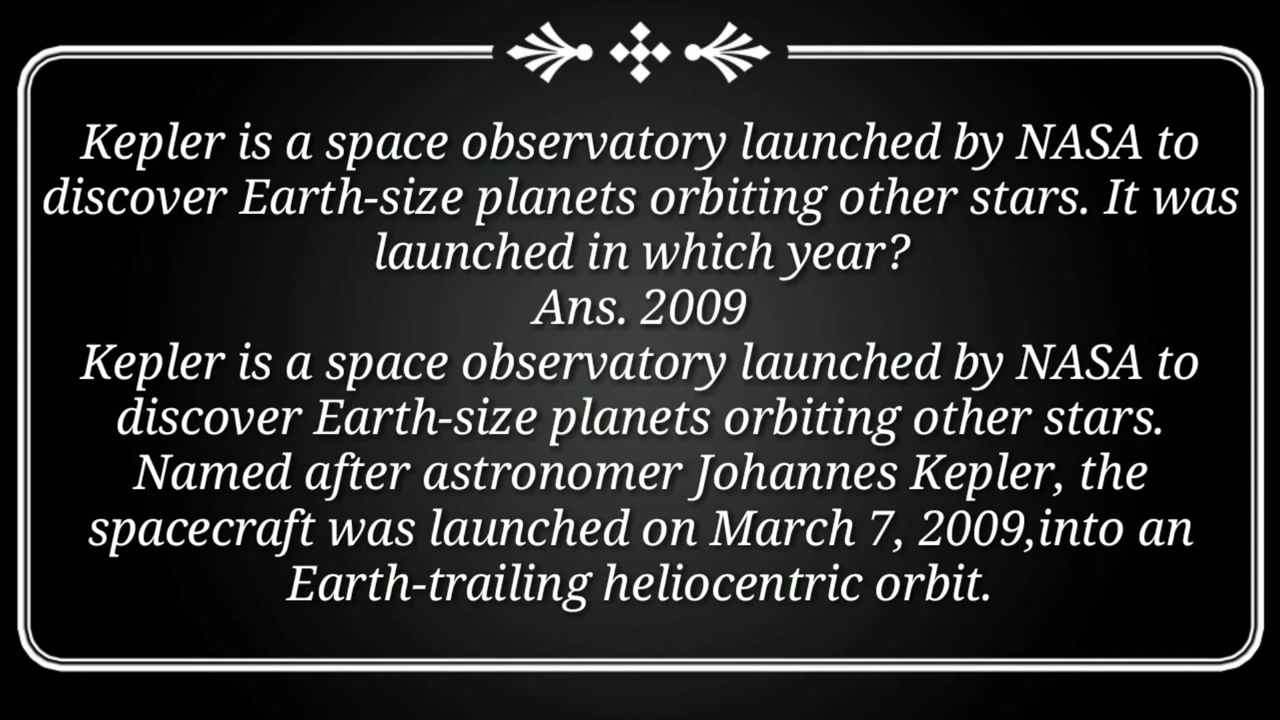 Kepler is a space observatory launched by NASA to
discover Earth-size planets orbiting other stars. It was
launched in which year?
Ans. 2009
Kepler is a space observatory launched by NASA to
discover Earth-size planets orbiting other stars.
Named after astronomer Johannes Kepler, the
spacecraft was launched on March 7, 2009,into an
Earth-trailing heliocentric orbit.